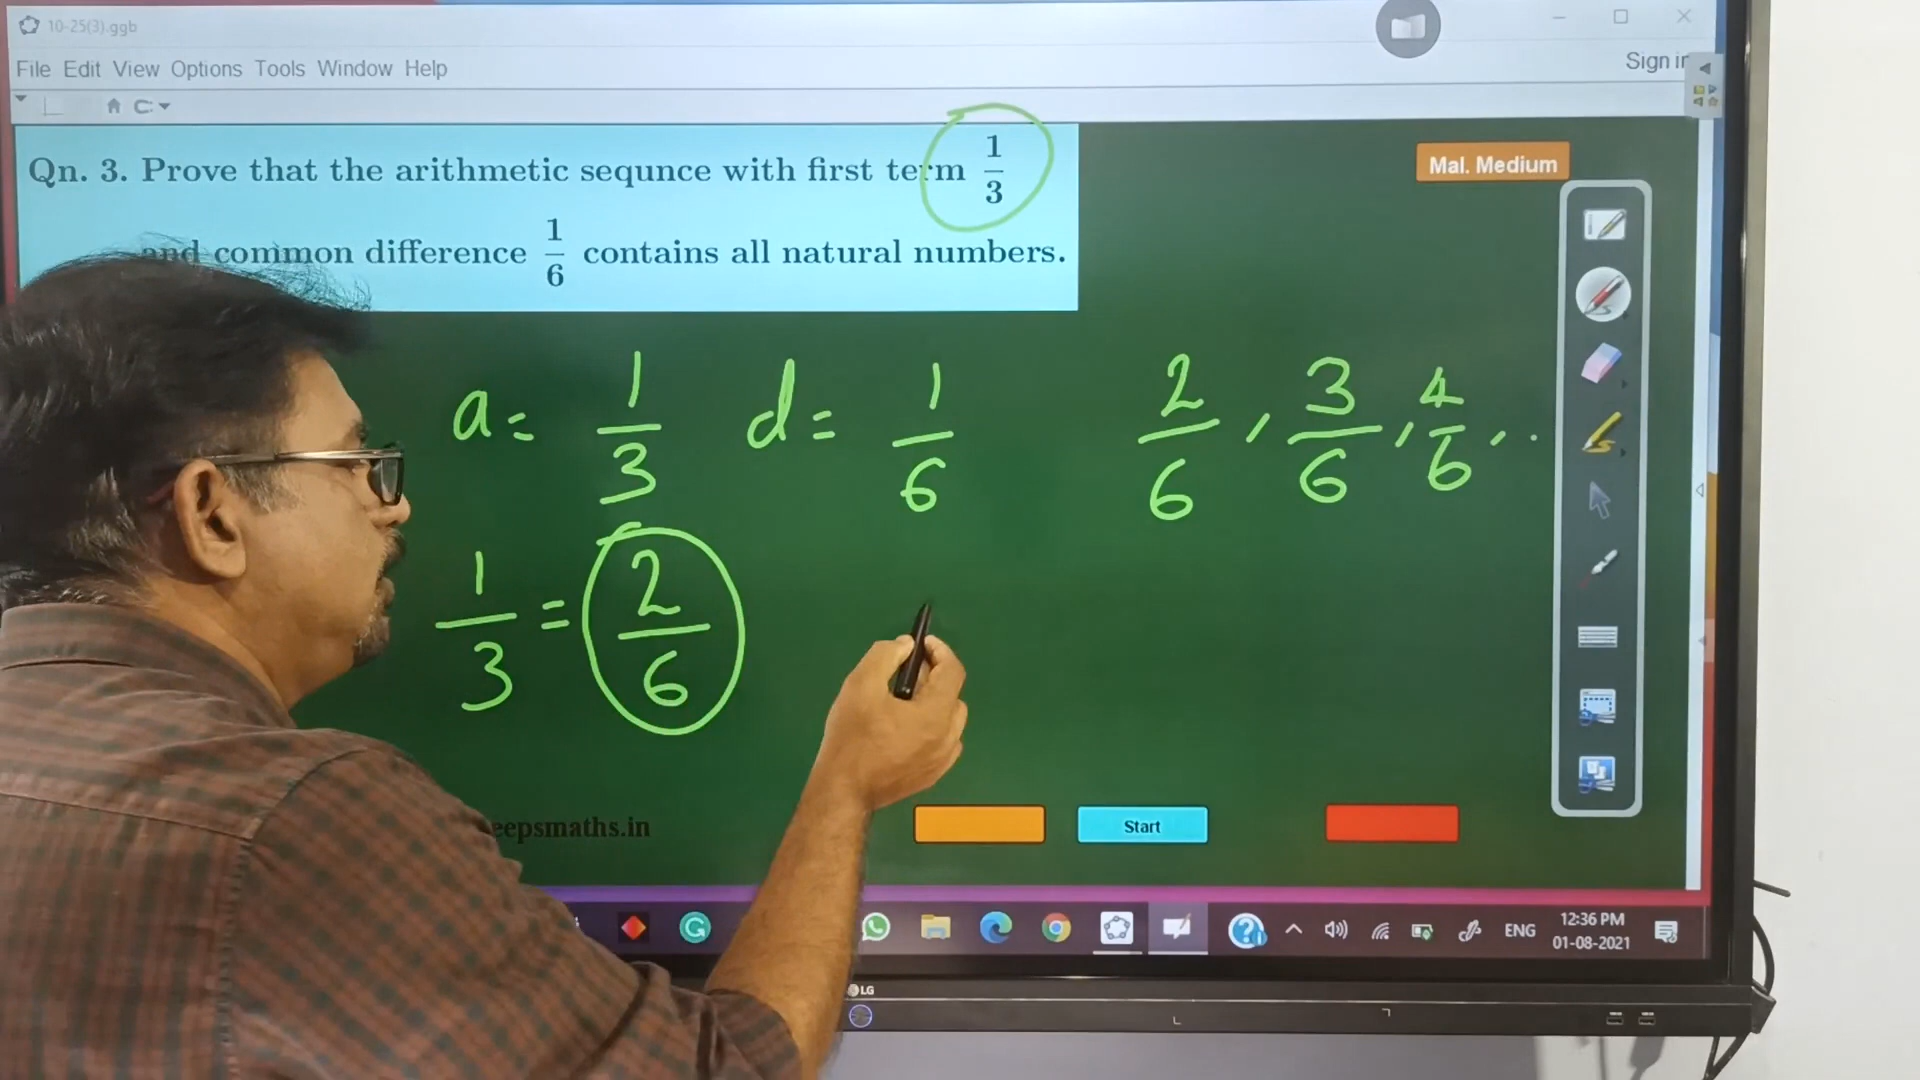 10-25(3).ggb
File Edit View Options Tools Window Help
Sign in
Qn. 3. Prove that the arithmetic sequnce with first term 1/3
and common difference 1/6 contains all natural numbers.
Mal. Medium
a = 1/3 d = 1/6 2/6, 3/6, 4/6, ..
1/3 = 2/6
eepsmaths.in
Start
ENG
12:36 PM
01-08-2021
LG